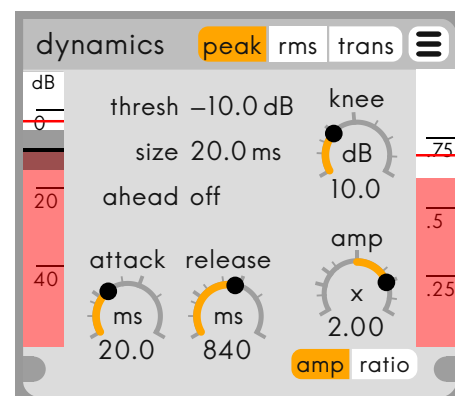 dynamics peak rms trans
dB
0
20
40
thresh –10.0 dB
size 20.0 ms
ahead off
knee
dB
10.0
attack
ms
20.0
release
ms
840
amp
x
2.00
amp ratio
.75
.5
.25